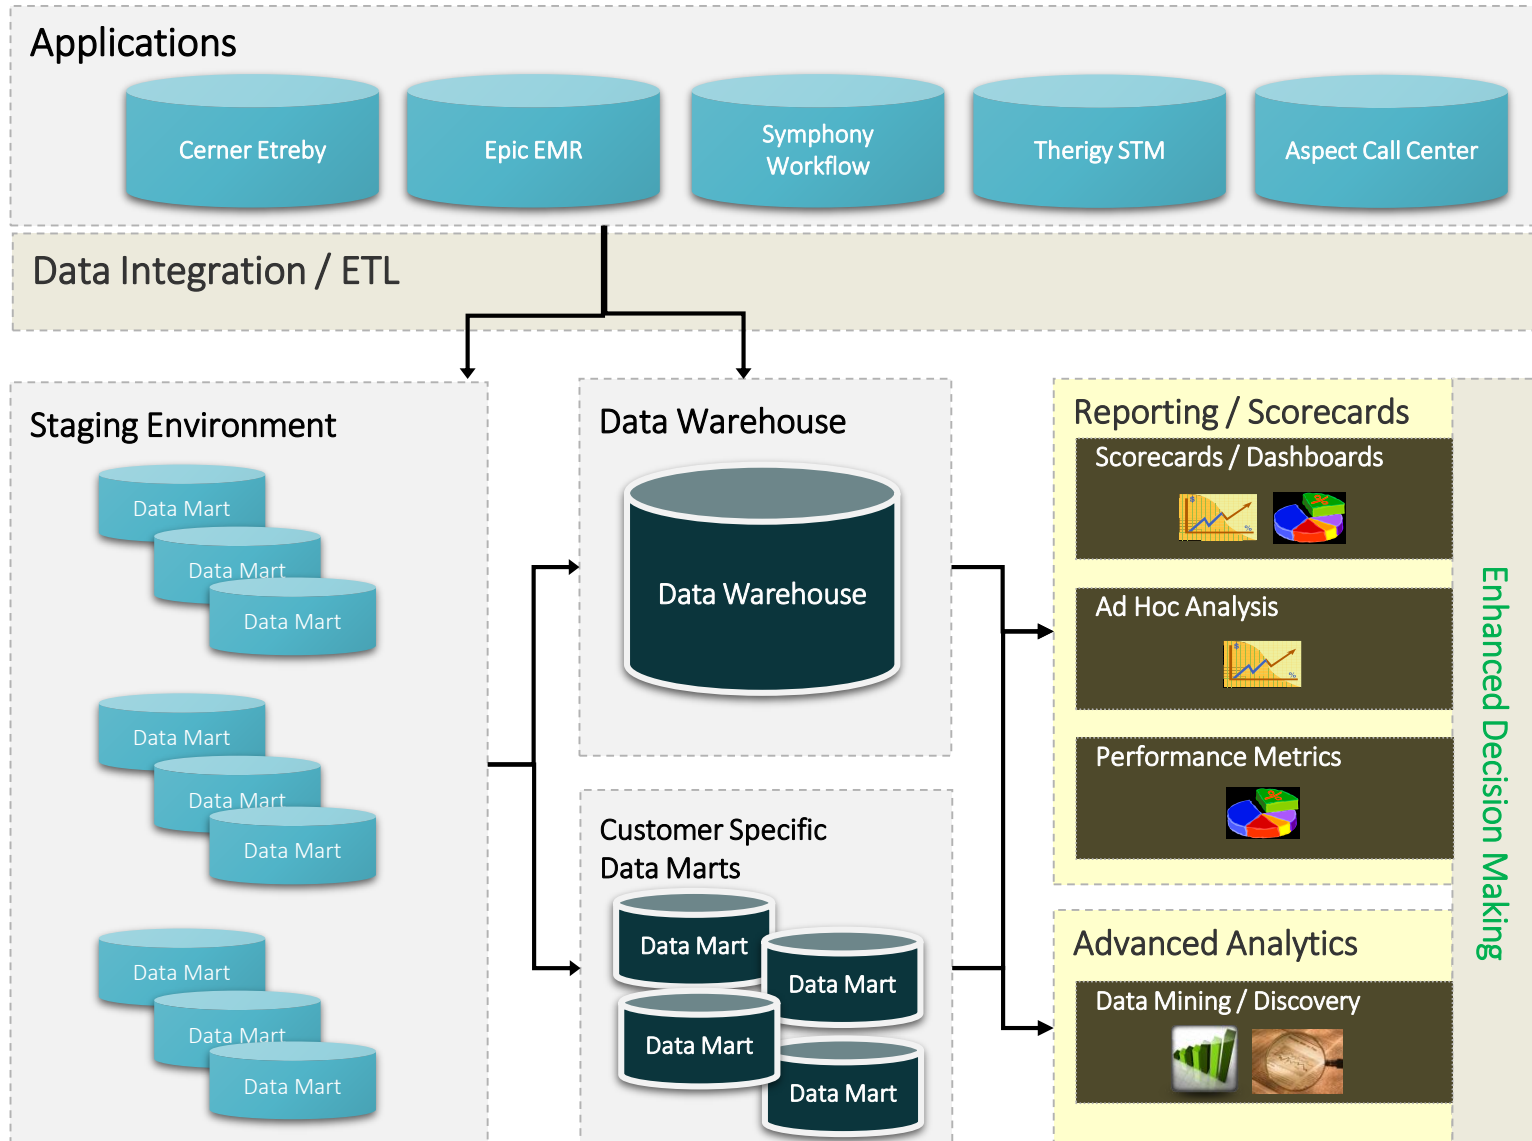 Applications
Cerner Etreby
Epic EMR
Symphony
Workflow
Therigy STM
Aspect Call Center
Data Integration / ETL
Staging Environment
Data Mart
Data Mart
Data Mart
Data Mart
Data Mart
Data Mart
Data Mart
Data Mart
Data Mart
Data Warehouse
Data Warehouse
Customer Specific
Data Marts
Data Mart
Data Mart
Data Mart
Data Mart
Reporting / Scorecards
Scorecards / Dashboards
$
%
Ad Hoc Analysis
$
%
Performance Metrics
Advanced Analytics
Data Mining / Discovery
Enhanced Decision Making